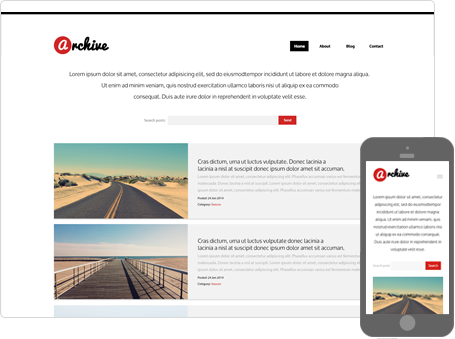 Archive
Home About Blog Contact
Lorem ipsum dolor sit amet, consectetur adipisicing elit, sed do eiusmodtempor incididunt ut labore et dolore magna aliqua.
Ut enim ad minim veniam, quis nostrud exercitation ullamco laboris nisi ut aliquip ex ea commodo
consequat. Duis aute irure dolor in reprehenderit in voluptate velit esse.
Search posts: Send
Cras dictum, urna ut luctus vulputate. Donec lacinia a
lacinia a nisl at suscipit donec ipsum dolor amet sit accuman.
Posted: 23 Jan 2019
Category:
Cras dictum, urna ut luctus vulputate donec lacinia a
lacinia a nisl at suscipit donec ipsum dolor amet sit accuman.
Posted: 23 Jan 2019
Category:
Archive
Lorem ipsum dolor sit amet,
consectetur adipisicing elit,
sed do eiusmodtempor
incididunt ut labore et dolore
magna aliqua. Ut enim ad
minim veniam, quis nostrud
exercitation ullamco laboris nisi
ut aliquip ex ea commodo
consequat. Duis aute irure dolor
in reprehenderit in voluptate
velit esse.
Search